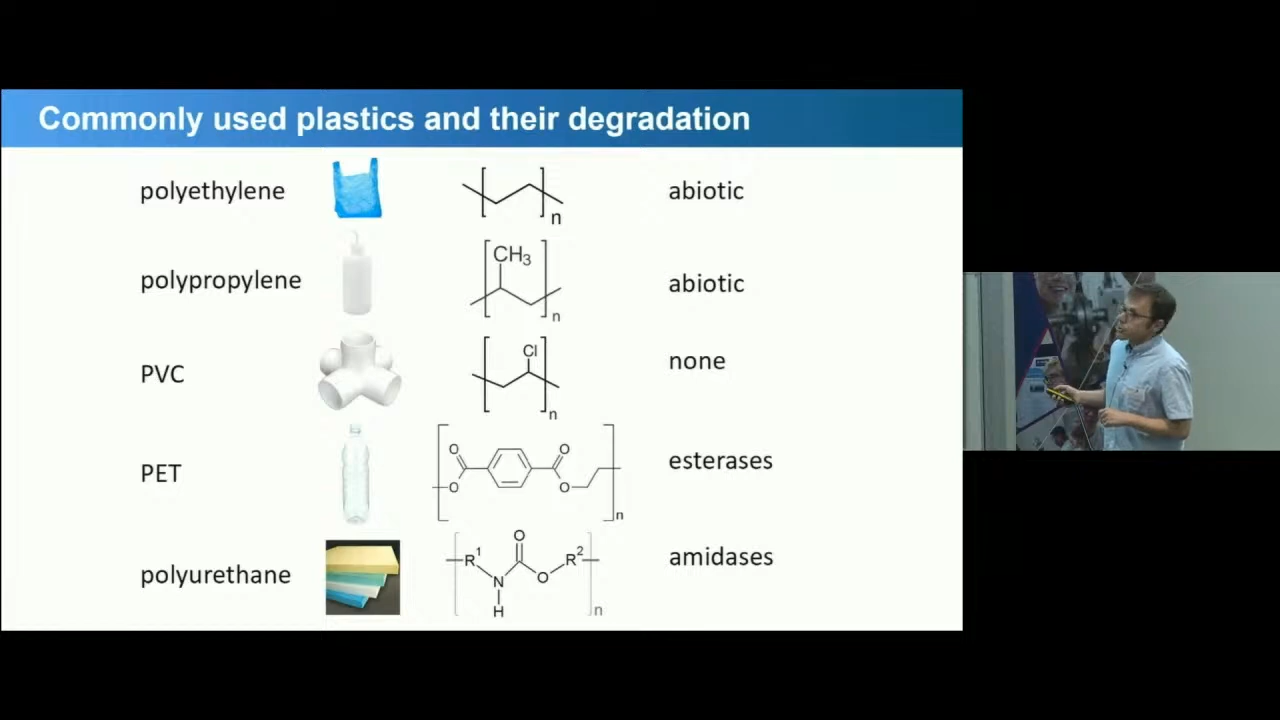 Commonly used plastics and their degradation
polyethylene
n
abiotic
polypropylene
CH3
n
abiotic
PVC
Cl
n
none
PET
O
O
O
O
n
esterases
polyurethane
O
R1
R2
N
O
H
n
amidases